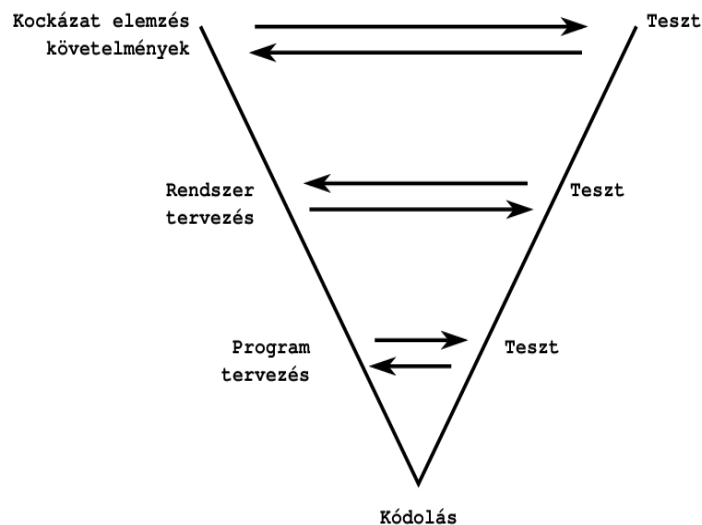 Kockázat elemzés
követelmények
Teszt
Rendszer
tervezés
Teszt
Program
tervezés
Teszt
Kódolás